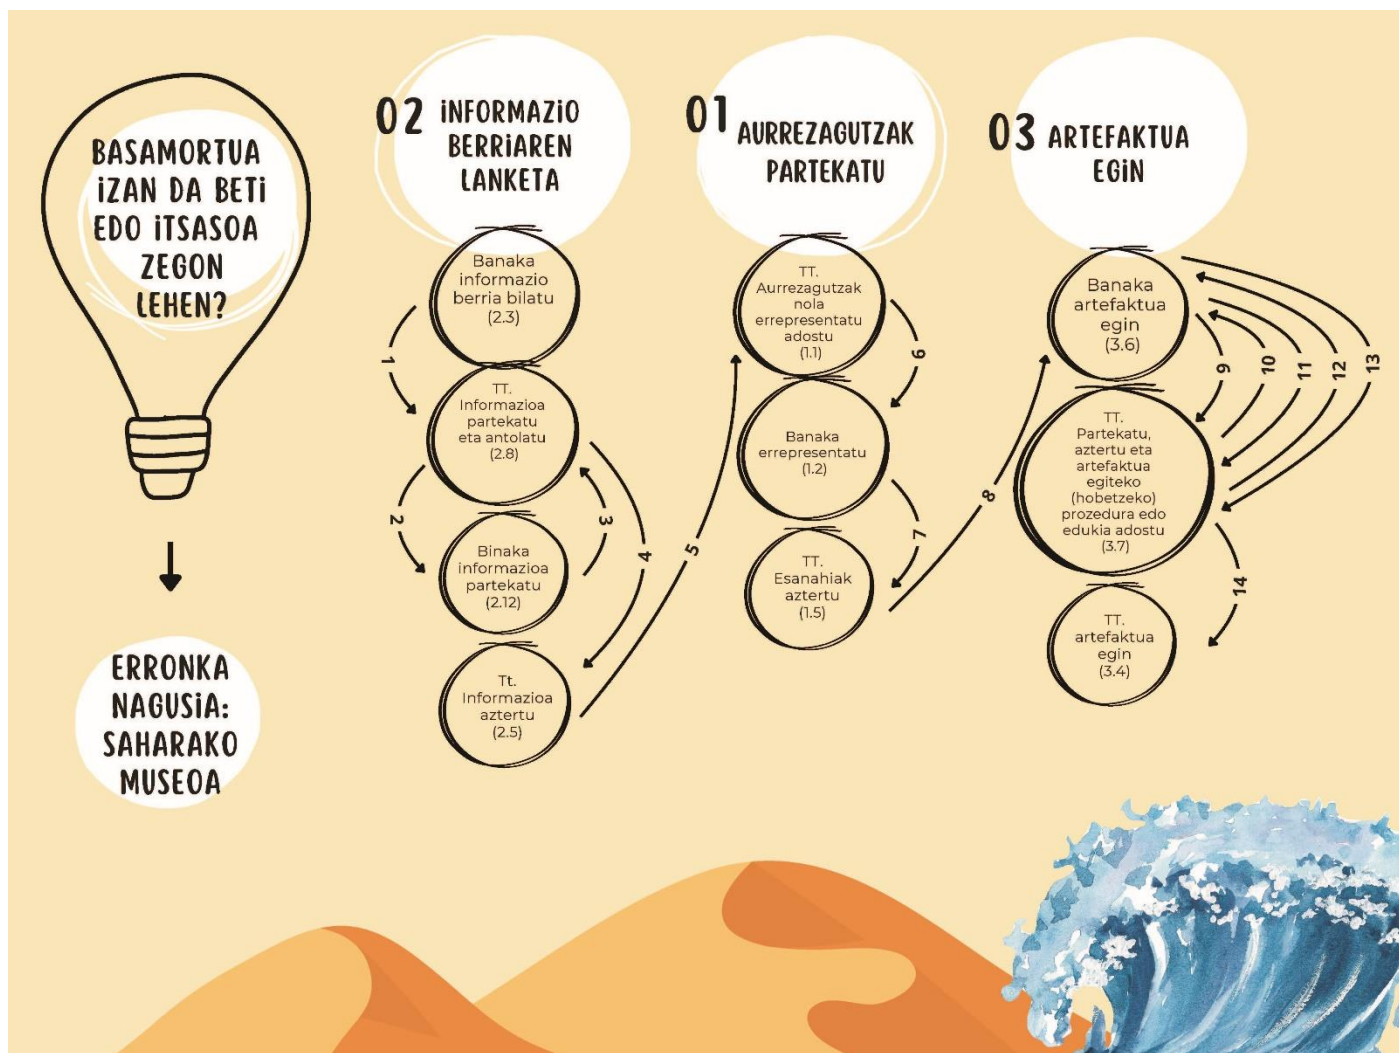 BASAMORTUA
IZAN DA BETI
EDO ITSASOA
ZEGON
LEHEN?
ERRONKA
NAGUSIA:
SAHARAKO
MUSEOA
02 INFORMAZIO
BERRIAREN
LANKETA
Banaka
informazio
berria bilatu
(2.3)
1
TT.
Informazioa
partekatu
eta antolatu
(2.8)
2
3
4
Binaka
informazioa
partekatu
(2.12)
Tt.
Informazioa
aztertu
(2.5)
5
01 AURREZAGUTZAK
PARTEKATU
TT.
Aurrezagutzak
nola
errepresentatu
adostu
(1.1)
6
Banaka
errepresentatu
(1.2)
7
TT.
Esanahiak
aztertu
(1.5)
8
03 ARTEFAKTUA
EGIN
Banaka
artefaktua
egin
(3.6)
9
10
11
12
13
TT.
Partekatu,
aztertu eta
artefaktua
egiteko
(hobetzeko)
prozedura edo
edukia adostu
(3.7)
14
TT.
artefaktua
egin
(3.4)